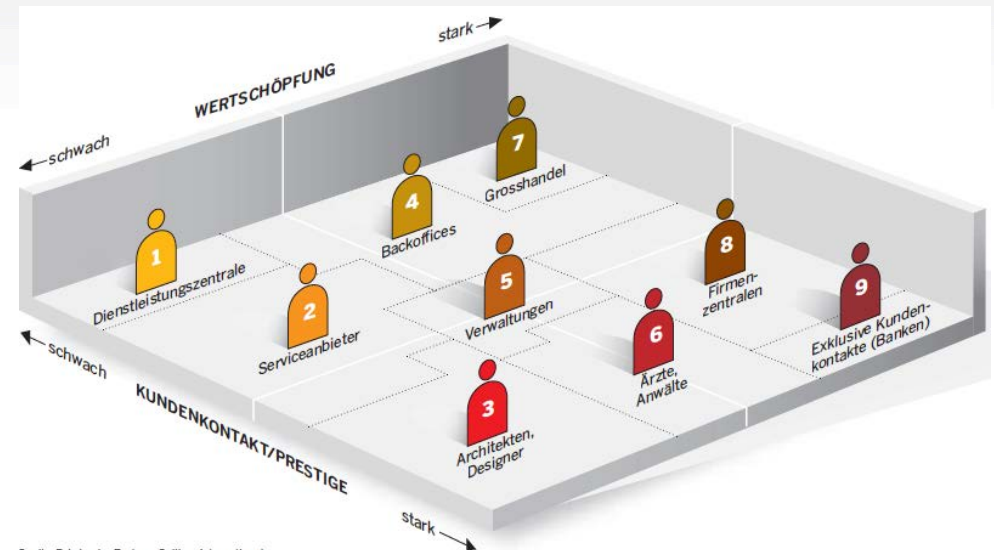 stark
WERTSCHÖPFUNG
schwach
7
Grosshandel
4
Backoffices
1
Dienstleistungszentrale
8
Firmen-
zentralen
5
Verwaltungen
9
Exklusive Kunden-
kontakte (Banken)
2
Serviceanbieter
6
Ärzte,
Anwälte
3
Architekten,
Designer
schwach
KUNDENKONTAKT/PRESTIGE
stark